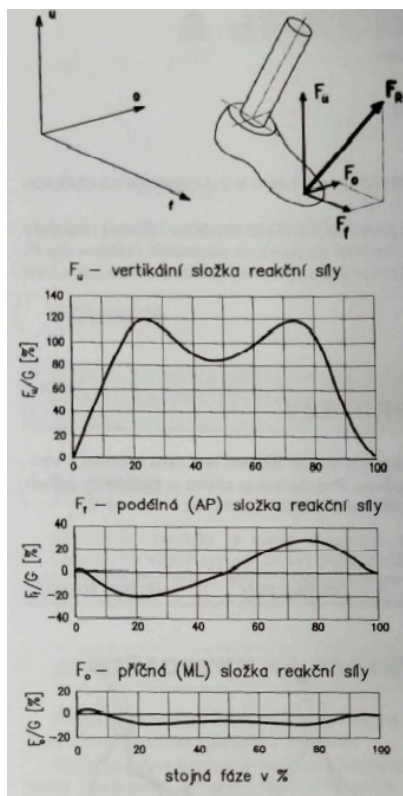 u
o
f
F_u
F_R
F_o
F_f
F_u – vertikální složka reakční síly
F_u/G [%]
140
120
100
80
60
40
20
0
0 20 40 60 80 100
F_f – podélná (AP) složka reakční síly
F_f/G [%]
40
20
0
−20
−40
0 20 40 60 80 100
F_o – příčná (ML) složka reakční síly
F_o/G [%]
20
0
−20
0 20 40 60 80 100
stojná fáze v %